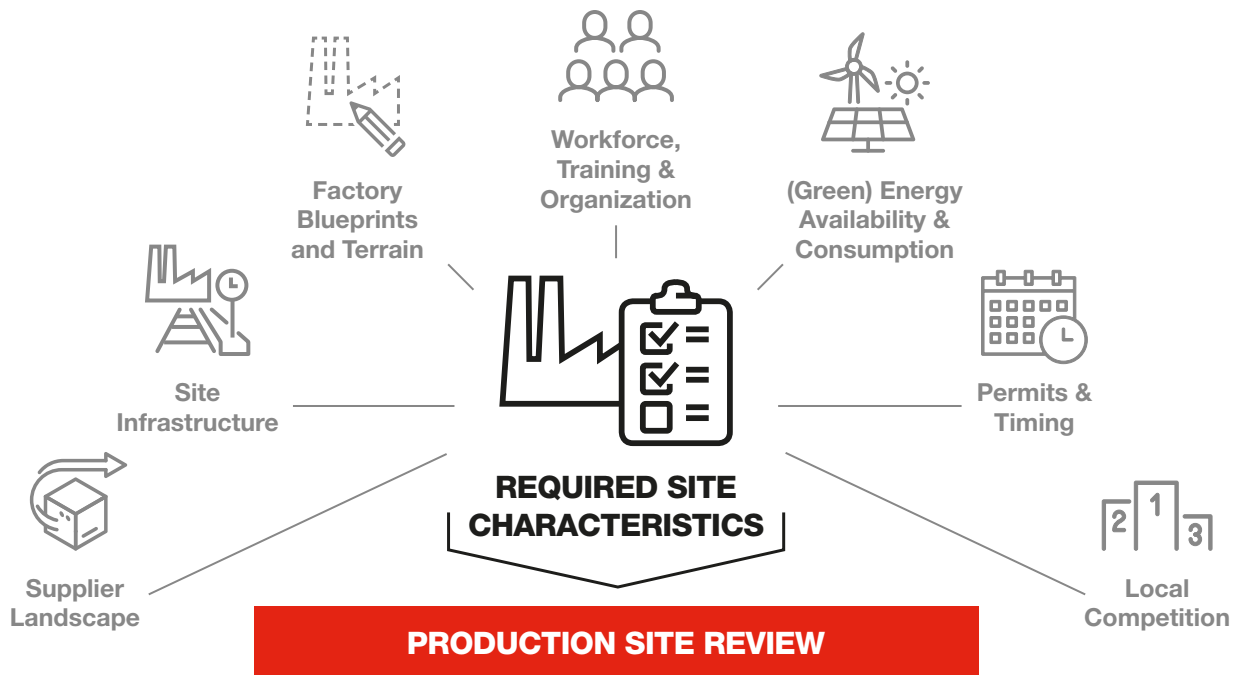 Workforce,
Training &
Organization
Factory
Blueprints
and Terrain
(Green) Energy
Availability &
Consumption
Site
Infrastructure
Permits &
Timing
Supplier
Landscape
2
1
3
Local
Competition
REQUIRED SITE
CHARACTERISTICS
PRODUCTION SITE REVIEW